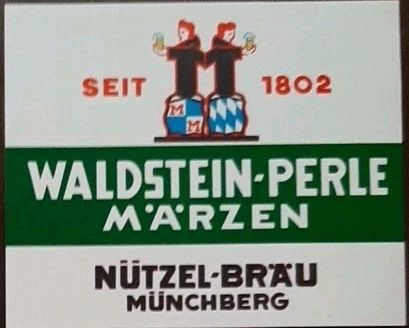 SEIT 1802
M
M
WALDSTEIN-PERLE
MÄRZEN
NÜTZEL-BRÄU
MÜNCHBERG